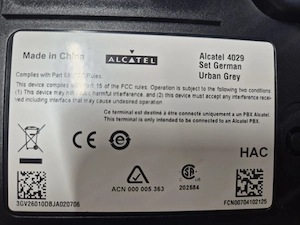 Made in China
ALCATEL
Alcatel 4029
Set German
Urban Grey
Complies with Part 68, FCC Rules.
This device complies with part 15 of the FCC rules. Operation is subject to the following two conditions
(1) This device may not cause harmful interference, and (2) this device must accept any interference
received including interference that may cause undesired operation.
Ce terminal est destiné à être connecté uniquement à un PBX Alcatel.
This terminal is to be connected only to an Alcatel PBX.
CE
ACN 000 005 363
202684
HAC
3GV26010DBJA020706
FCN00704102125